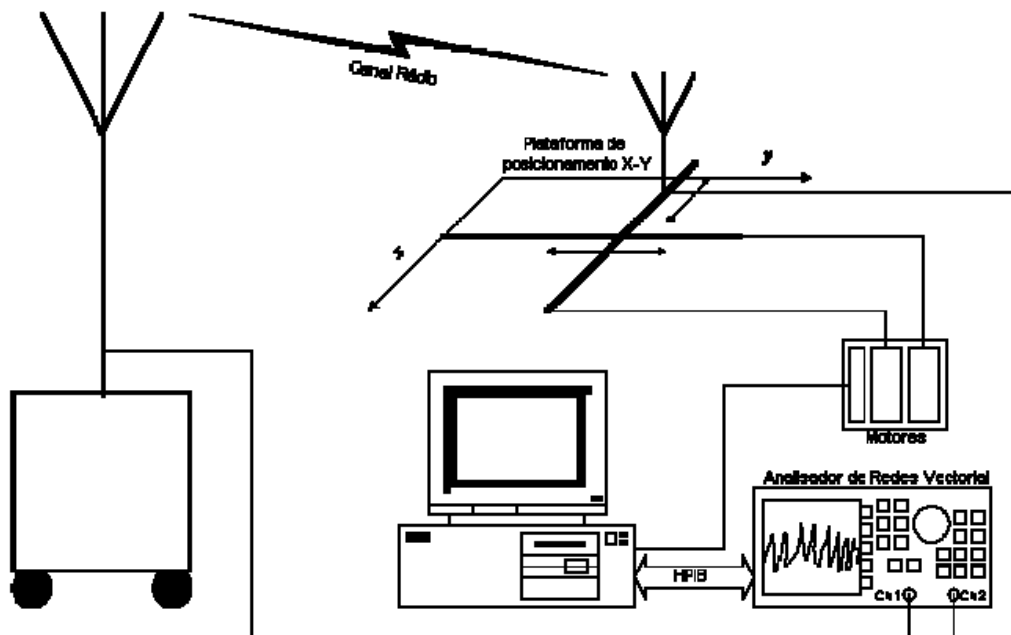 Canal Rádio
Plataforma de
posicionamento X-Y
y
x
Motores
Analisador de Redes Vectorial
HPIB
Ch1
Ch2